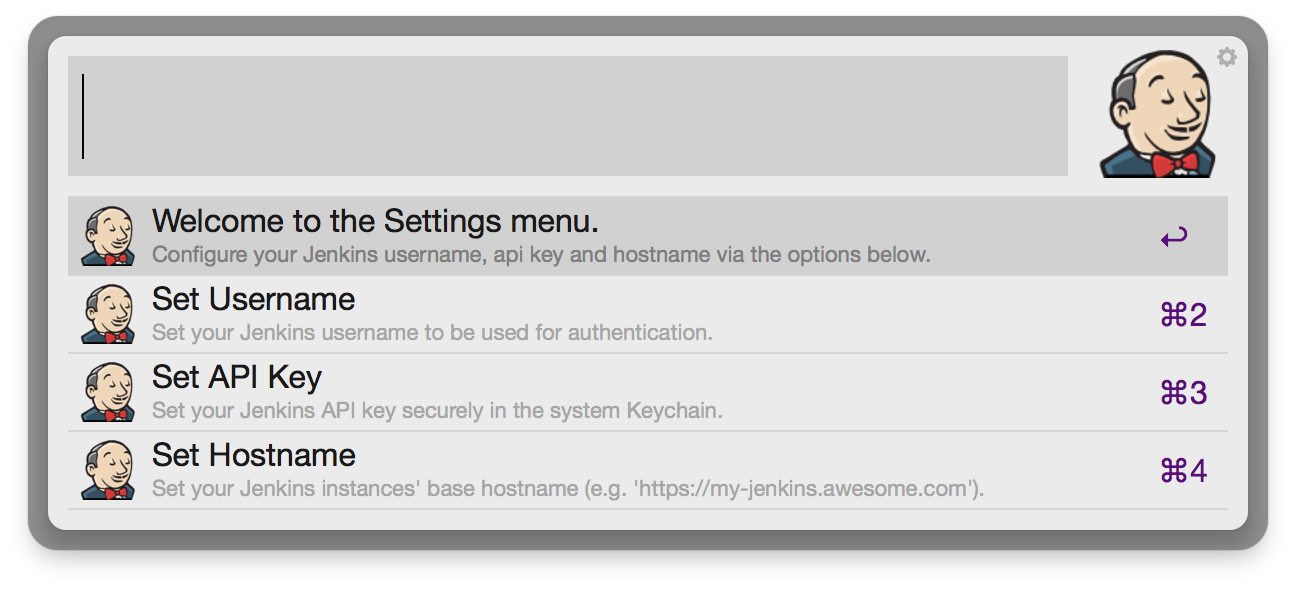 Welcome to the Settings menu.
Configure your Jenkins username, api key and hostname via the options below.
↩
Set Username
Set your Jenkins username to be used for authentication.
⌘2
Set API Key
Set your Jenkins API key securely in the system Keychain.
⌘3
Set Hostname
Set your Jenkins instances' base hostname (e.g. 'https://my-jenkins.awesome.com').
⌘4